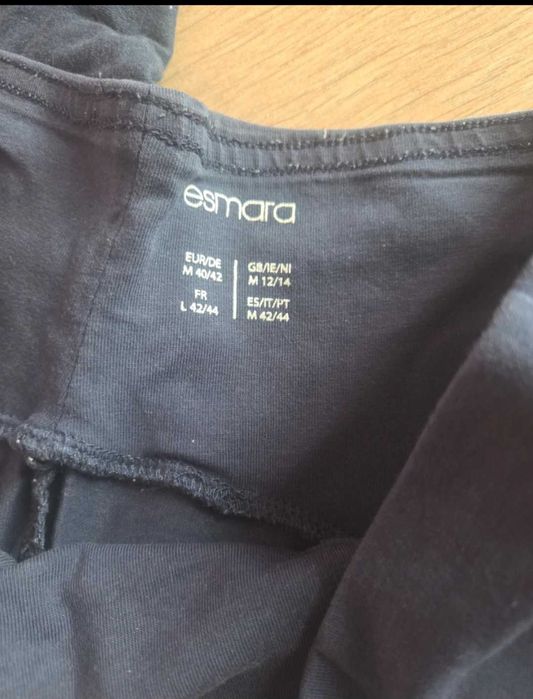 esmara
EUR/DE
M 40/42
FR
L 42/44
GB/IE/NI
M 12/14
ES/IT/PT
M 42/44